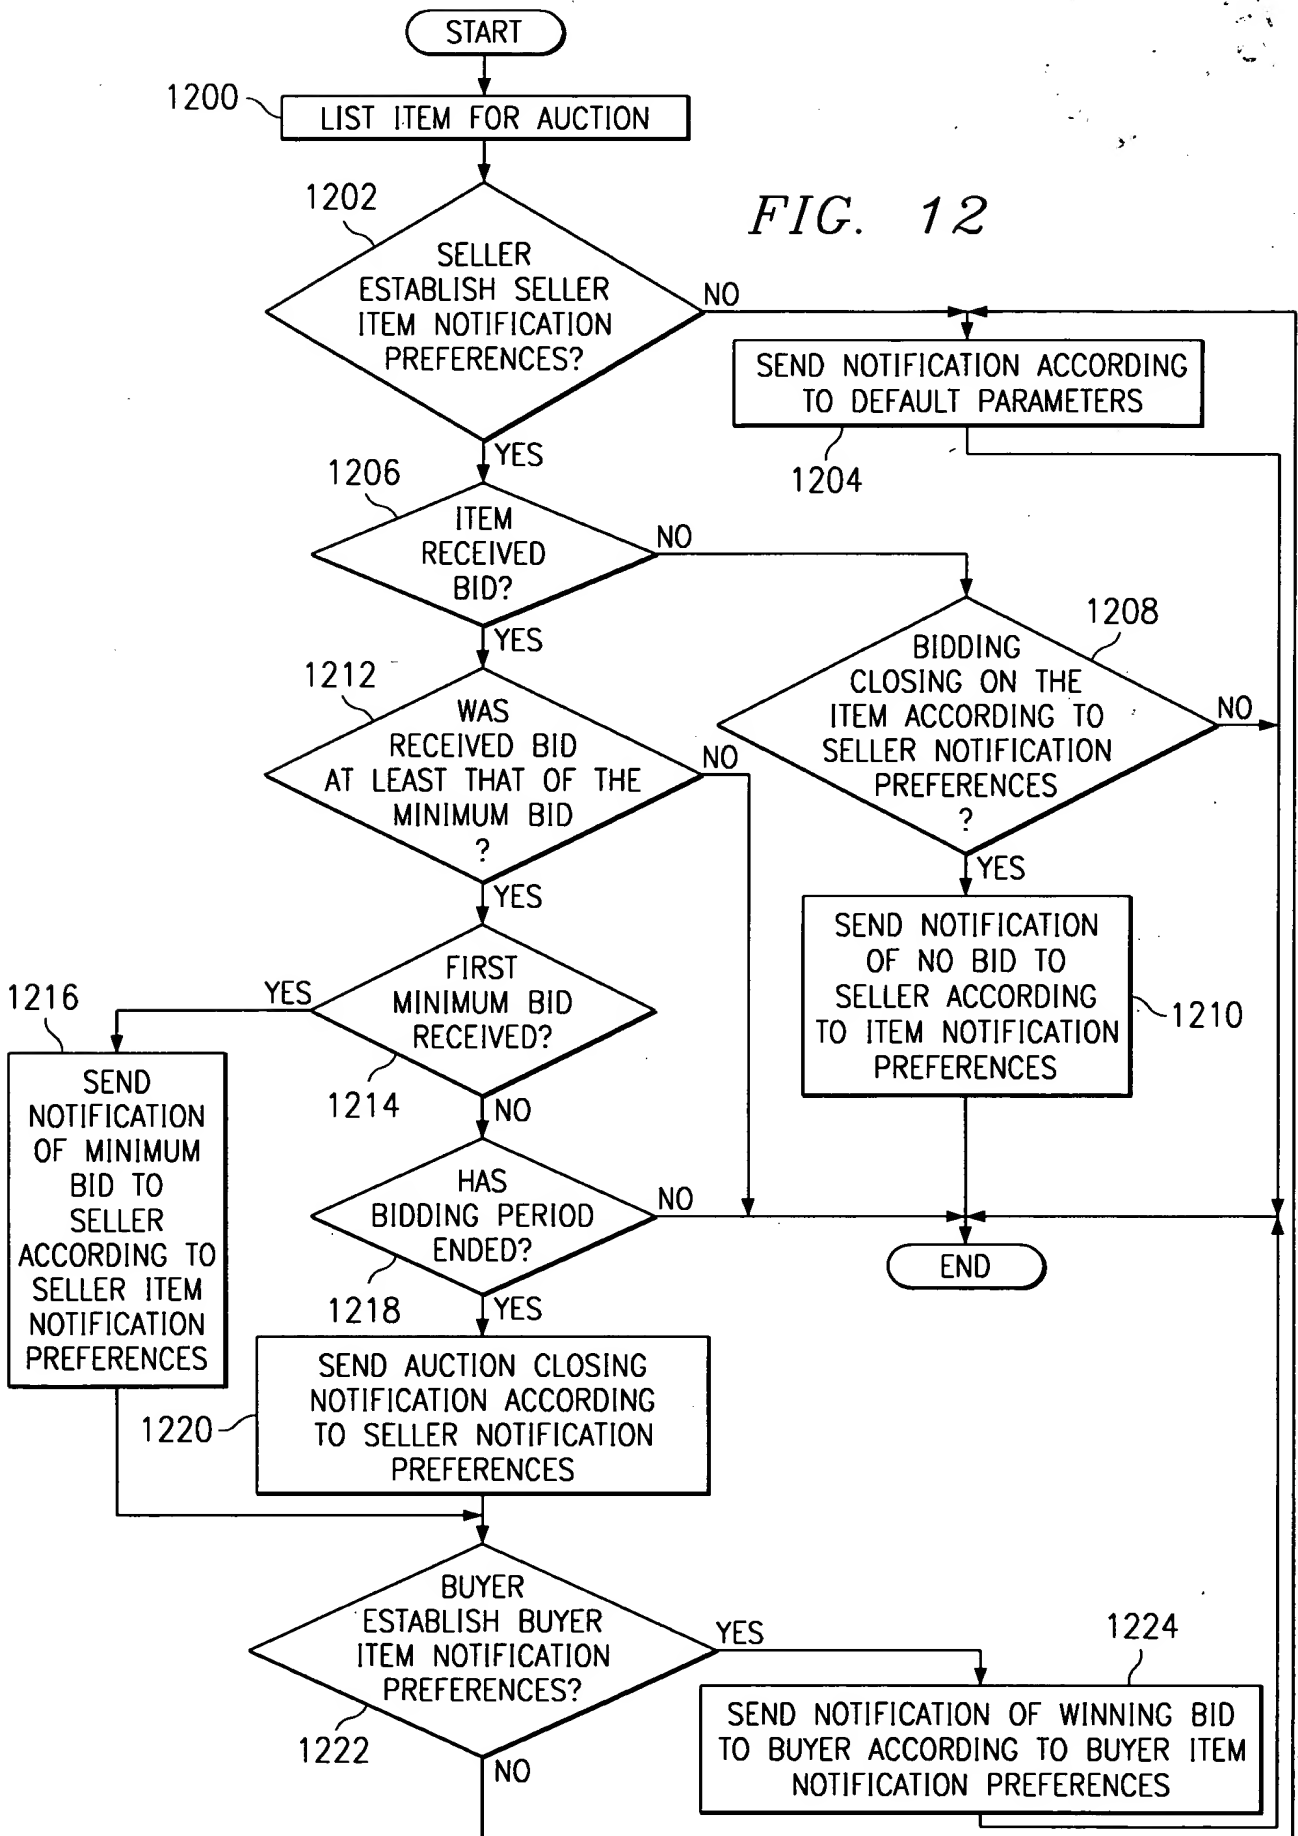 START
1200
LIST ITEM FOR AUCTION
FIG. 12
1202
SELLER
ESTABLISH SELLER
ITEM NOTIFICATION
PREFERENCES?
NO
YES
SEND NOTIFICATION ACCORDING
TO DEFAULT PARAMETERS
1204
1206
ITEM
RECEIVED
BID?
NO
YES
1208
BIDDING
CLOSING ON THE
ITEM ACCORDING TO
SELLER NOTIFICATION
PREFERENCES
?
NO
YES
1212
WAS
RECEIVED BID
AT LEAST THAT OF THE
MINIMUM BID
?
NO
YES
SEND NOTIFICATION
OF NO BID TO
SELLER ACCORDING
TO ITEM NOTIFICATION
PREFERENCES
1210
FIRST
MINIMUM BID
RECEIVED?
1214
YES
NO
1216
SEND
NOTIFICATION
OF MINIMUM
BID TO
SELLER
ACCORDING TO
SELLER ITEM
NOTIFICATION
PREFERENCES
HAS
BIDDING PERIOD
ENDED?
1218
NO
YES
END
SEND AUCTION CLOSING
NOTIFICATION ACCORDING
TO SELLER NOTIFICATION
PREFERENCES
1220
BUYER
ESTABLISH BUYER
ITEM NOTIFICATION
PREFERENCES?
1222
YES
NO
1224
SEND NOTIFICATION OF WINNING BID
TO BUYER ACCORDING TO BUYER ITEM
NOTIFICATION PREFERENCES